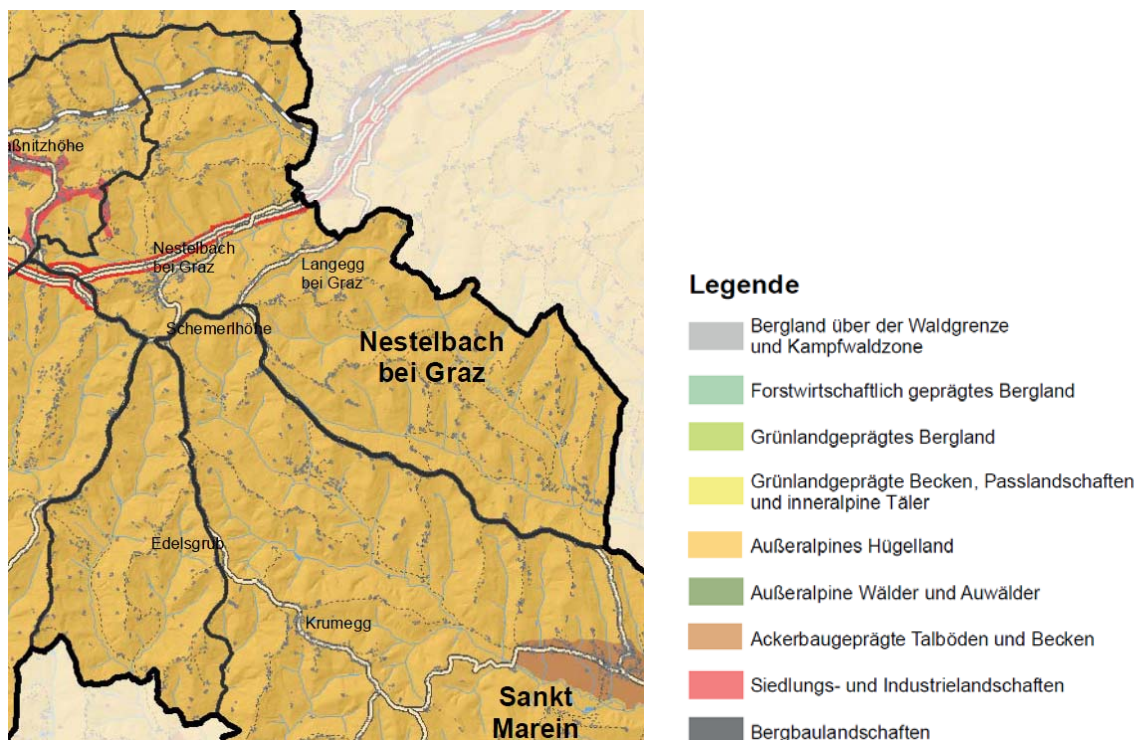 aßnitzhöhe
Nestelbach
bei Graz
Langegg
bei Graz
Schemerlhöhe
Nestelbach
bei Graz
Edelsgrub
Krumegg
Sankt
Marein
Legende
Bergland über der Waldgrenze
und Kampfwaldzone
Forstwirtschaftlich geprägtes Bergland
Grünlandgeprägtes Bergland
Grünlandgeprägte Becken, Passlandschaften
und inneralpine Täler
Außeralpines Hügelland
Außeralpine Wälder und Auwälder
Ackerbaugeprägte Talböden und Becken
Siedlungs- und Industrielandschaften
Bergbaulandschaften